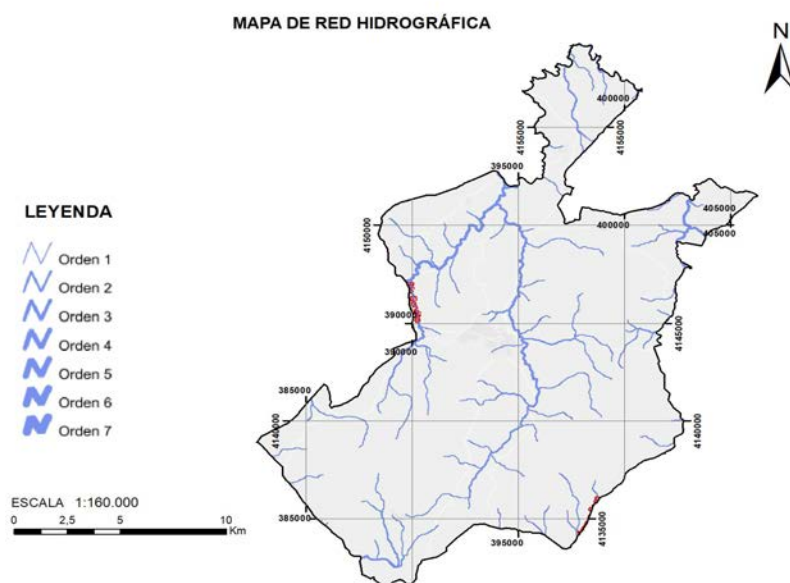 MAPA DE RED HIDROGRÁFICA
N
400000
4155000
4155000
395000
405000
405000
400000
4150000
390000
390000
4145000
385000
4140000
4140000
385000
4135000
395000
LEYENDA
Orden 1
Orden 2
Orden 3
Orden 4
Orden 5
Orden 6
Orden 7
ESCALA 1:160.000
0 2,5 5 10
Km